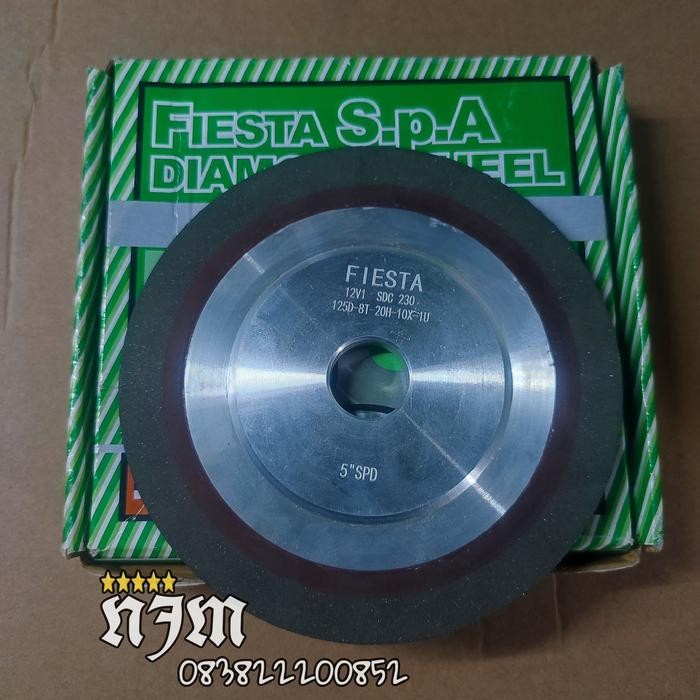 FIESTA S.p.A
FIESTA
12V1 SDC 230
125D-8T-20H-10X-1U
5"SPD
NJM
083822200852